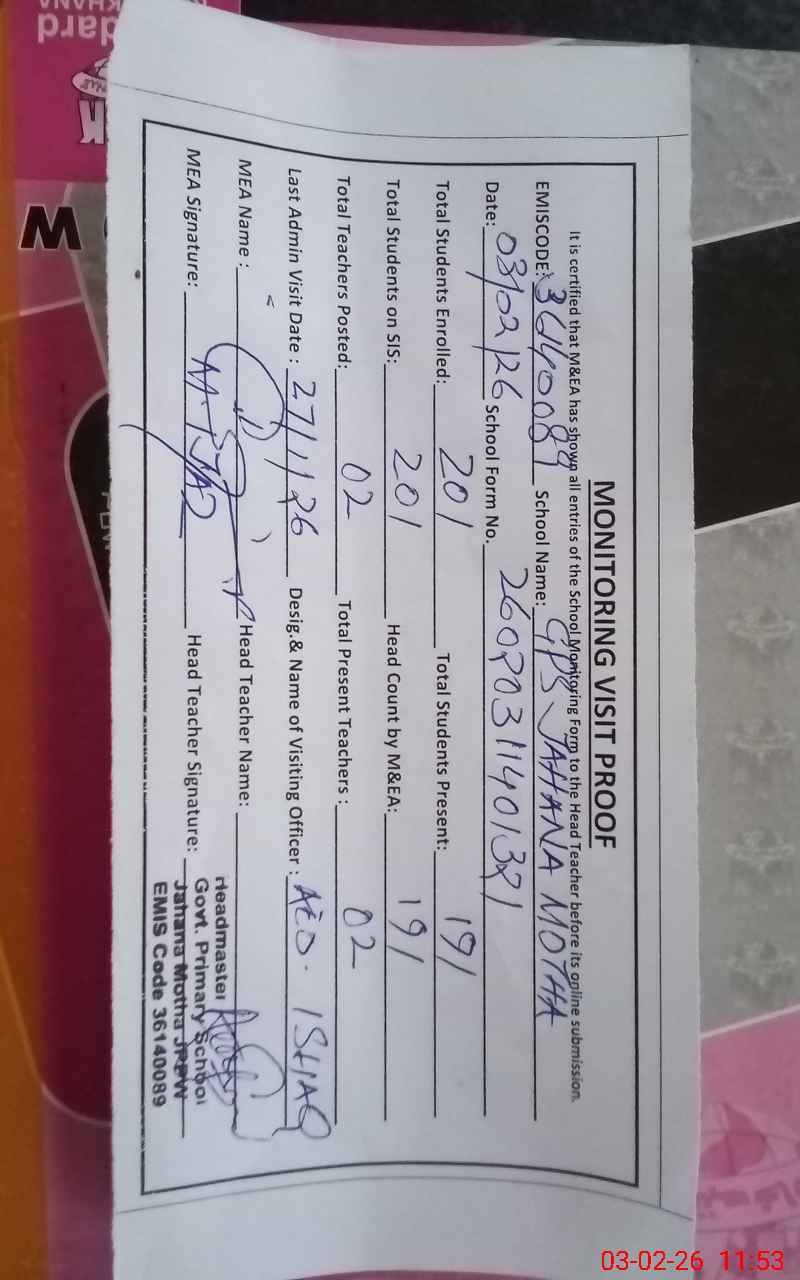 MONITORING VISIT PROOF
It is certified that M&EA has shown all entries of the School Monitoring Form to the Head Teacher before its online submission.
EMISCODE: 36140089 School Name: GPS JAHANA MOTHA
Date: 03/02/26 School Form No. 26020311401321
Total Students Enrolled: 201 Total Students Present: 191
Total Students on SIS: 201 Head Count by M&EA: 191
Total Teachers Posted: 02 Total Present Teachers: 02
Last Admin Visit Date: 27/1/26 Desig.& Name of Visiting Officer: AEO. ISHAQ
MEA Name: Head Teacher Name:
MEA Signature: Head Teacher Signature:
Headmaster
Govt. Primary School
Jahana Motha JPPW
EMIS Code 36140089
03-02-26 11:53